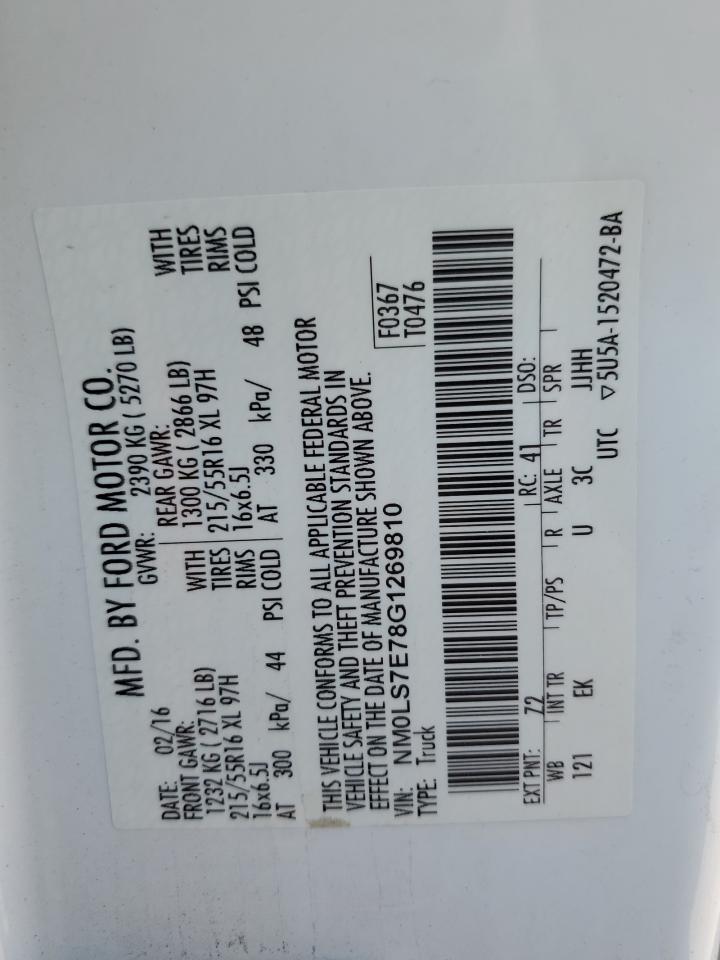 MFD. BY FORD MOTOR CO.
DATE: 02/16 GVWR: 2390 KG ( 5270 LB)
FRONT GAWR: REAR GAWR:
1232 KG ( 2716 LB) WITH 1300 KG ( 2866 LB) WITH
215/55R16 XL 97H TIRES 215/55R16 XL 97H TIRES
16x6.5J RIMS 16x6.5J RIMS
AT 300 kPa/ 44 PSI COLD AT 330 kPa/ 48 PSI COLD
THIS VEHICLE CONFORMS TO ALL APPLICABLE FEDERAL MOTOR
VEHICLE SAFETY AND THEFT PREVENTION STANDARDS IN
EFFECT ON THE DATE OF MANUFACTURE SHOWN ABOVE.
VIN: NM0LS7E78G1269810 F0367
TYPE: Truck T0476
EXT PNT: Z2 RC: 41 DSO:
WB INT TR TP/PS R AXLE TR SPR
121 EK U 3C JJHH
UTC ▽5U5A-1520472-BA